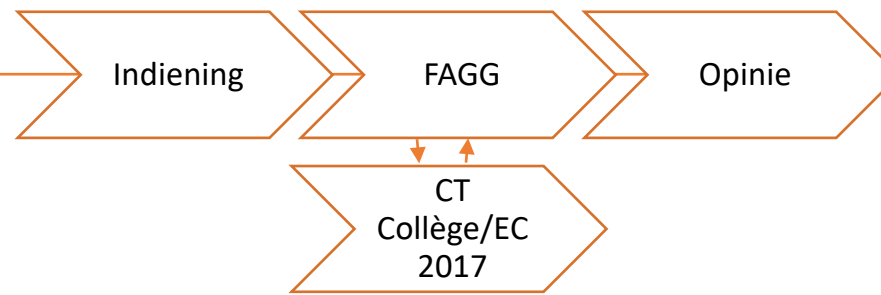 Indiening
FAGG
Opinie
CT
Collège/EC
2017